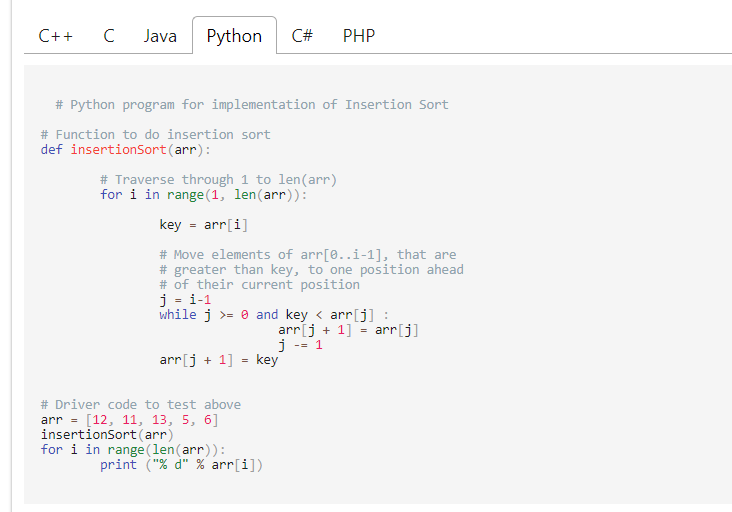 C++ C Java Python C# PHP
# Python program for implementation of Insertion Sort
# Function to do insertion sort
def insertionSort(arr):
# Traverse through 1 to len(arr)
for i in range(1, len(arr)):
key = arr[i]
# Move elements of arr[0..i-1], that are
# greater than key, to one position ahead
# of their current position
j = i-1
while j >= 0 and key < arr[j] :
arr[j + 1] = arr[j]
j -= 1
arr[j + 1] = key
# Driver code to test above
arr = [12, 11, 13, 5, 6]
insertionSort(arr)
for i in range(len(arr)):
print ("% d" % arr[i])